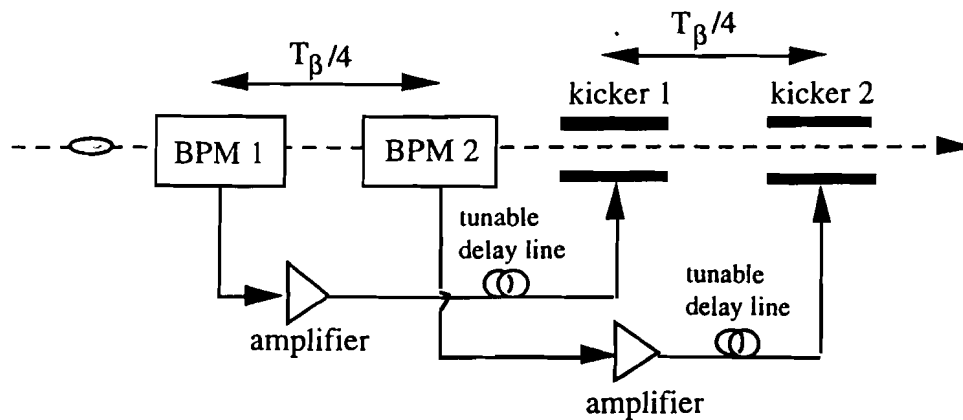 T_β/4
T_β/4
kicker 1
kicker 2
BPM 1
BPM 2
tunable
delay line
tunable
delay line
amplifier
amplifier